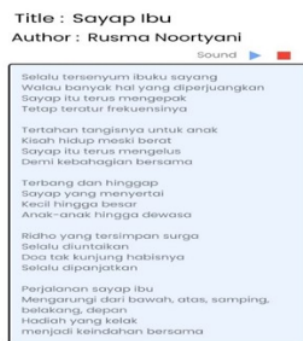 Title : Sayap Ibu
Author : Rusma Noortyani
Sound
Selalu tersenyum ibuku sayang
Walau banyak hal yang diperjuangkan
Sayap itu terus mengepak
Tetap teratur frekuensinya
Tertahan tangisnya untuk anak
Kisah hidup meski berat
Sayap itu terus mengelus
Demi kebahagian bersama
Terbang dan hinggap
Sayap yang menyertai
Kecil hingga besar
Anak-anak hingga dewasa
Ridho yang tersimpan surga
Selalu diuntaikan
Doa tak kunjung habisnya
Selalu dipanjatkan
Perjalanan sayap ibu
Mengarungi dari bawah, atas, samping,
belakang, depan
Hadiah yang kelak
menjadi keindahan bersama